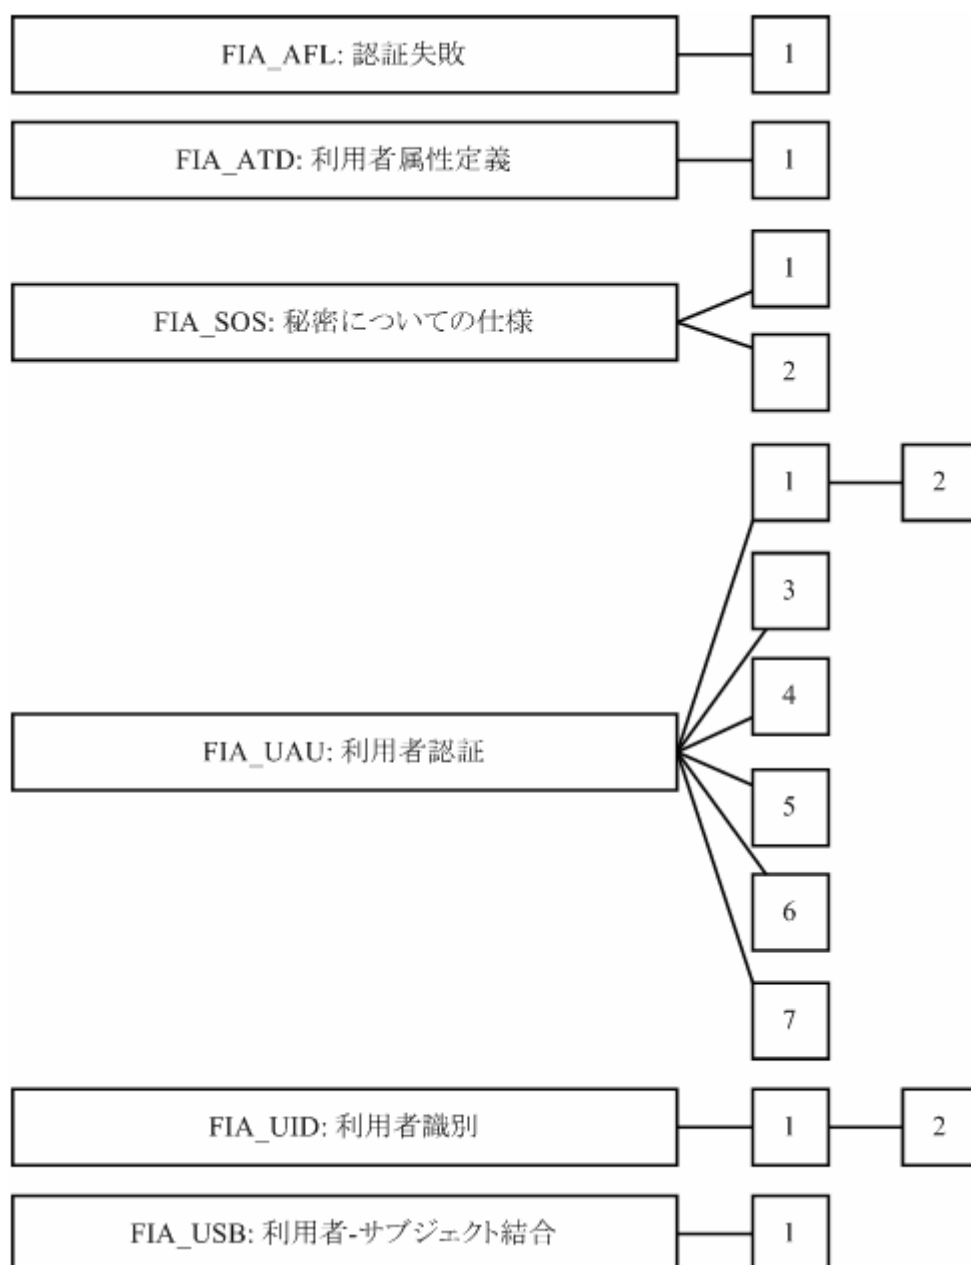 FIA_AFL: 認証失敗 1
FIA_ATD: 利用者属性定義 1
1
FIA_SOS: 秘密についての仕様
2
1 2
3
4
FIA_UAU: 利用者認証
5
6
7
FIA_UID: 利用者識別 1 2
FIA_USB: 利用者-サブジェクト結合 1